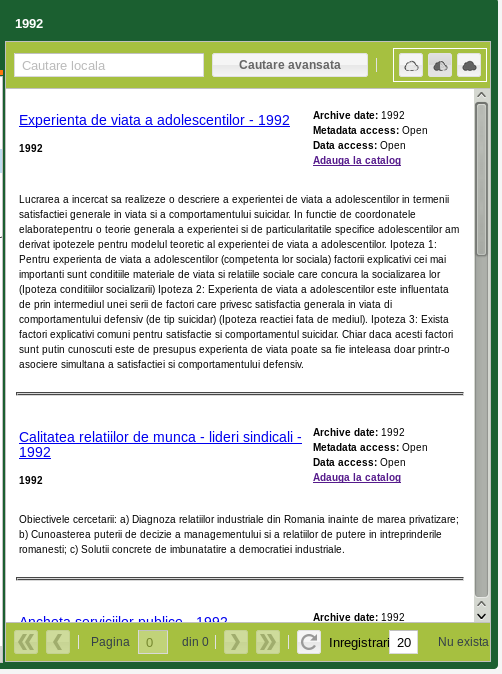 1992
Cautare locala
Cautare avansata
Experienta de viata a adolescentilor - 1992
1992
Archive date: 1992
Metadata access: Open
Data access: Open
Adauga la catalog
Lucrarea a incercat sa realizeze o descriere a experientei de viata a adolescentilor in termenii
satisfactiei generale in viata si a comportamentului suicidar. In functie de coordonatele
elaboratepentru o teorie generala a experientei si de particularitatile specifice adolescentilor am
derivat ipotezele pentru modelul teoretic al experientei de viata a adolescentilor. Ipoteza 1:
Pentru experienta de viata a adolescentilor (competenta lor sociala) factorii explicativi cei mai
importanti sunt conditiile materiale de viata si relatiile sociale care concura la socializarea lor
(Ipoteza conditiilor socializarii) Ipoteza 2: Experienta de viata a adolescentilor este influentata
de prin intermediul unei serii de factori care privesc satisfactia generala in viata di
comportamentului defensiv (de tip suicidar) (Ipoteza reactiei fata de mediul). Ipoteza 3: Exista
factori explicativi comuni pentru satisfactie si comportamentul suicidar. Chiar daca acesti factori
sunt putin cunoscuti este de presupus experienta de viata poate sa fie inteleasa doar printr-o
asociere simultana a satisfactiei si comportamentului defensiv.
Calitatea relatiilor de munca - lideri sindicali -
1992
1992
Archive date: 1992
Metadata access: Open
Data access: Open
Adauga la catalog
Obiectivele cercetarii: a) Diagnoza relatiilor industriale din Romania inainte de marea privatizare;
b) Cunoasterea puterii de decizie a managementului si a relatiilor de putere in intreprinderile
romanesti; c) Solutii concrete de imbunatatire a democratiei industriale.
Ancheta serviciilor publice - 1992
Archive date: 1992
Pagina 0 din 0 Inregistrari 20 Nu exista